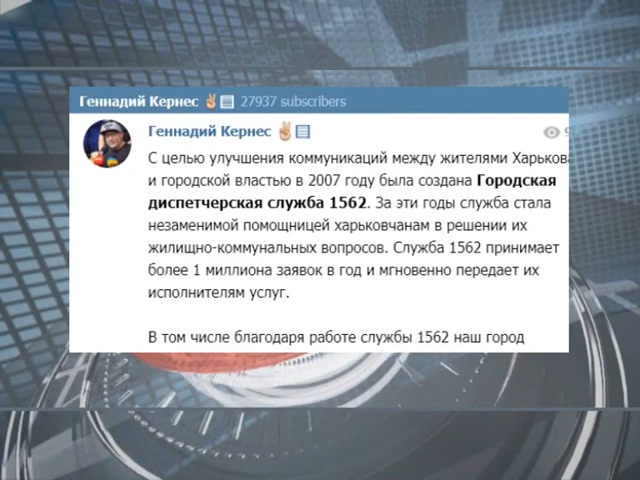 Геннадий Кернес ✌ 27937 subscribers
Геннадий Кернес ✌
С целью улучшения коммуникаций между жителями Харькова
и городской властью в 2007 году была создана Городская
диспетчерская служба 1562. За эти годы служба стала
незаменимой помощницей харьковчанам в решении их
жилищно-коммунальных вопросов. Служба 1562 принимает
более 1 миллиона заявок в год и мгновенно передает их
исполнителям услуг.
В том числе благодаря работе службы 1562 наш город